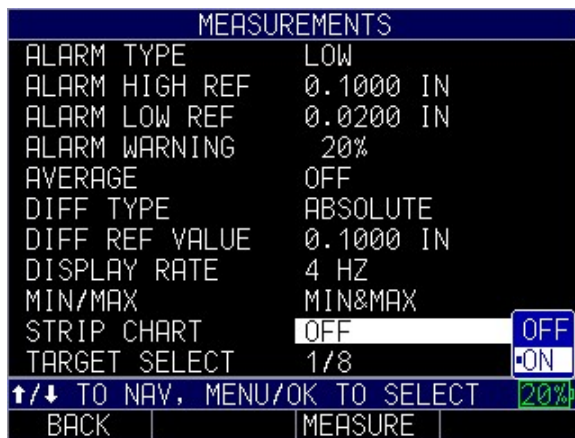 MEASUREMENTS
ALARM TYPE LOW
ALARM HIGH REF 0.1000 IN
ALARM LOW REF 0.0200 IN
ALARM WARNING 20%
AVERAGE OFF
DIFF TYPE ABSOLUTE
DIFF REF VALUE 0.1000 IN
DISPLAY RATE 4 HZ
MIN/MAX MIN&MAX
STRIP CHART OFF OFF
TARGET SELECT 1/8 •ON
↑/↓ TO NAV, MENU/OK TO SELECT 20%
BACK MEASURE